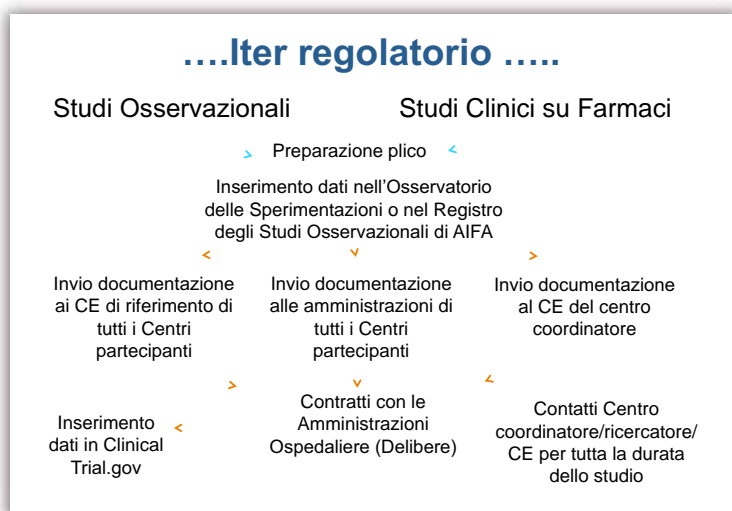 ….Iter regolatorio …..
Studi Osservazionali
Studi Clinici su Farmaci
Preparazione plico
Inserimento dati nell’Osservatorio
delle Sperimentazioni o nel Registro
degli Studi Osservazionali di AIFA
Invio documentazione
ai CE di riferimento di
tutti i Centri
partecipanti
Invio documentazione
alle amministrazioni di
tutti i Centri
partecipanti
Invio documentazione
al CE del centro
coordinatore
Inserimento
dati in Clinical
Trial.gov
Contratti con le
Amministrazioni
Ospedaliere (Delibere)
Contatti Centro
coordinatore/ricercatore/
CE per tutta la durata
dello studio